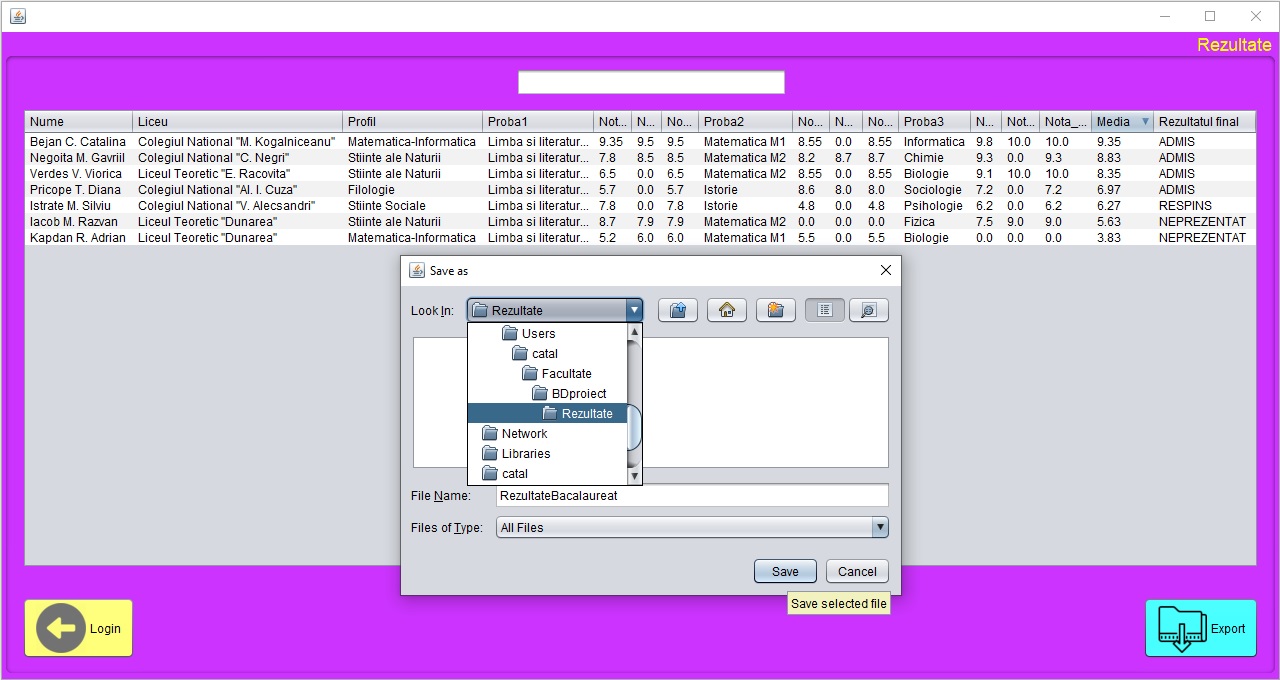 Rezultate
Nume Liceu Profil Proba1 Not... N... No... Proba2 No... N... No... Proba3 N... Not... Nota_... Media Rezultatul final
Bejan C. Catalina Colegiul National "M. Kogalniceanu" Matematica-Informatica Limba si literatur... 9.35 9.5 9.5 Matematica M1 8.55 0.0 8.55 Informatica 9.8 10.0 10.0 9.35 ADMIS
Negoita M. Gavriil Colegiul National "C. Negri" Stiinte ale Naturii Limba si literatur... 7.8 8.5 8.5 Matematica M2 8.2 8.7 8.7 Chimie 9.3 0.0 9.3 8.83 ADMIS
Verdes V. Viorica Liceul Teoretic "E. Racovita" Stiinte ale Naturii Limba si literatur... 6.5 0.0 6.5 Matematica M2 8.55 0.0 8.55 Biologie 9.1 10.0 10.0 8.35 ADMIS
Pricope T. Diana Colegiul National "Al. I. Cuza" Filologie Limba si literatur... 5.7 0.0 5.7 Istorie 8.6 8.0 8.0 Sociologie 7.2 0.0 7.2 6.97 ADMIS
Istrate M. Silviu Colegiul National "V. Alecsandri" Stiinte Sociale Limba si literatur... 7.8 0.0 7.8 Istorie 4.8 0.0 4.8 Psihologie 6.2 0.0 6.2 6.27 RESPINS
Iacob M. Razvan Liceul Teoretic "Dunarea" Stiinte ale Naturii Limba si literatur... 8.7 7.9 7.9 Matematica M2 0.0 0.0 0.0 Fizica 7.5 9.0 9.0 5.63 NEPREZENTAT
Kapdan R. Adrian Liceul Teoretic "Dunarea" Matematica-Informatica Limba si literatur... 5.2 6.0 6.0 Matematica M1 5.5 0.0 5.5 Biologie 0.0 0.0 0.0 3.83 NEPREZENTAT
Save as
Look In: Rezultate
Users
catal
Facultate
BDproiect
Rezultate
Network
Libraries
catal
File Name: RezultateBacalaureat
Files of Type: All Files
Save Cancel
Save selected file
Login
Export